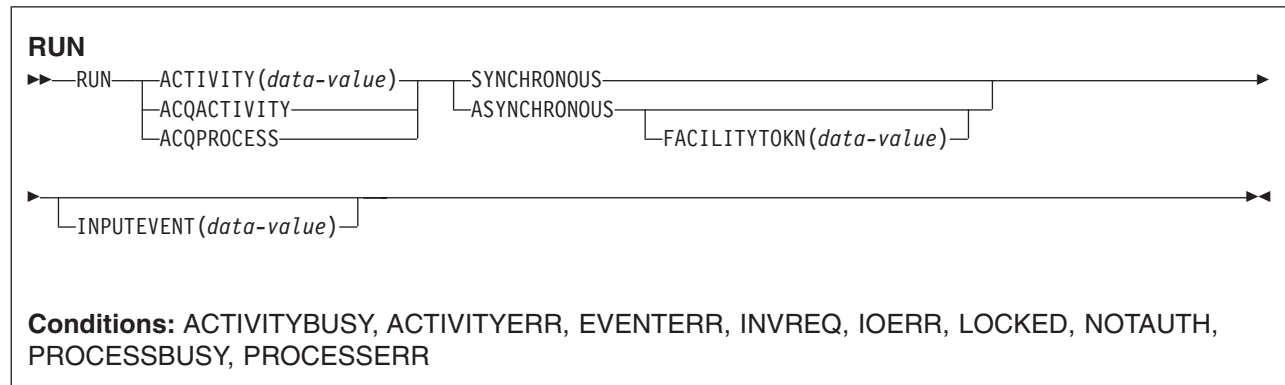 RUN
RUN ACTIVITY(data-value) SYNCHRONOUS
ACQACTIVITY ASYNCHRONOUS
ACQPROCESS FACILITYTOKN(data-value)
INPUTEVENT(data-value)
Conditions: ACTIVITYBUSY, ACTIVITYERR, EVENTERR, INVREQ, IOERR, LOCKED, NOTAUTH,
PROCESSBUSY, PROCESSERR